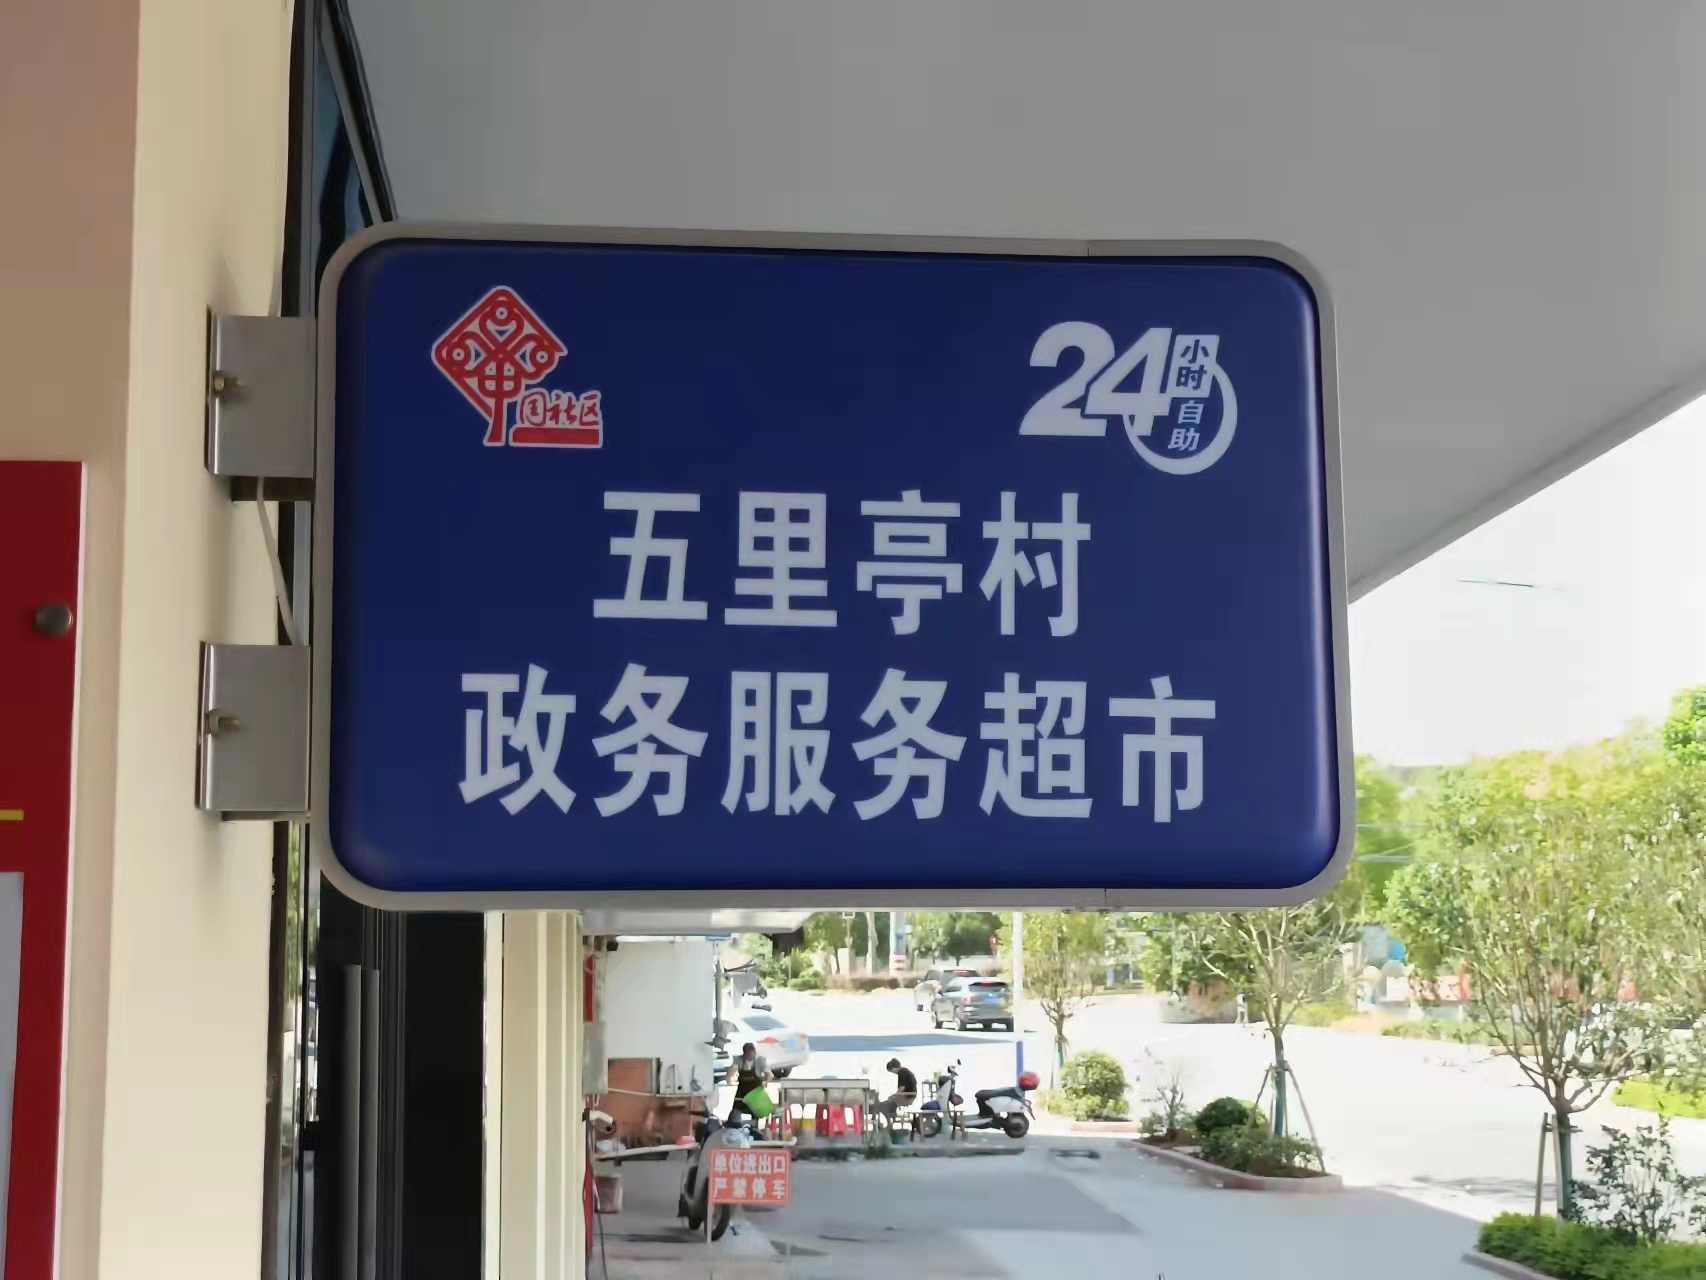 中国社区
24小时
自助
五里亭村
政务服务超市
单位进出口
严禁停车